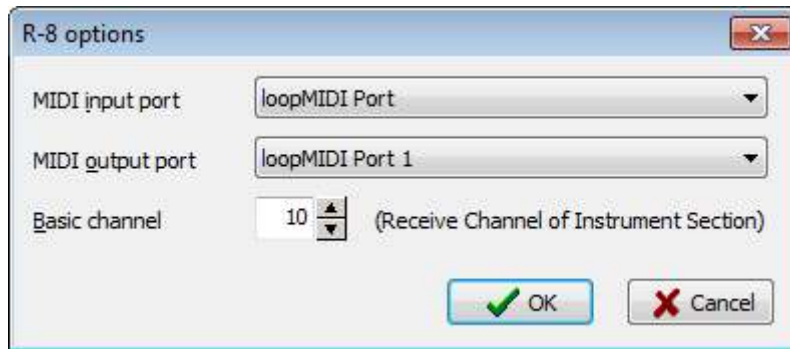 R-8 options
MIDI input port loopMIDI Port
MIDI output port loopMIDI Port 1
Basic channel 10 (Receive Channel of Instrument Section)
OK Cancel